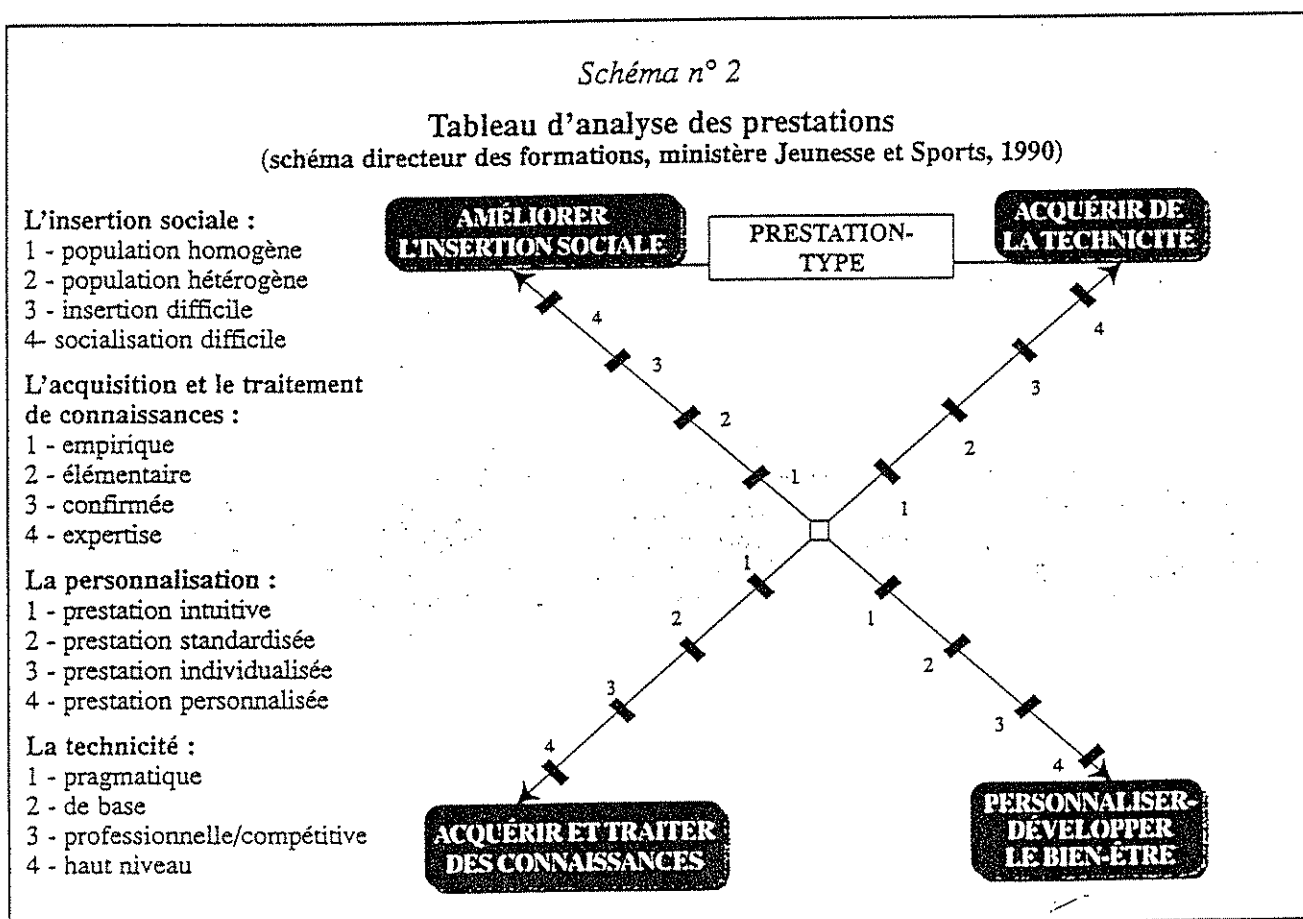 Schéma n° 2
Tableau d'analyse des prestations
(schéma directeur des formations, ministère Jeunesse et Sports, 1990)
L'insertion sociale :
1 - population homogène
2 - population hétérogène
3 - insertion difficile
4- socialisation difficile
L'acquisition et le traitement
de connaissances :
1 - empirique
2 - élémentaire
3 - confirmée
4 - expertise
La personnalisation :
1 - prestation intuitive
2 - prestation standardisée
3 - prestation individualisée
4 - prestation personnalisée
La technicité :
1 - pragmatique
2 - de base
3 - professionnelle/compétitive
4 - haut niveau
AMÉLIORER
L'INSERTION SOCIALE
PRESTATION-
TYPE
ACQUÉRIR DE
LA TECHNICITÉ
4
3
2
1
4
3
2
1
1
2
3
4
1
2
3
4
ACQUÉRIR ET TRAITER
DES CONNAISSANCES
PERSONNALISER-
DÉVELOPPER
LE BIEN-ÊTRE